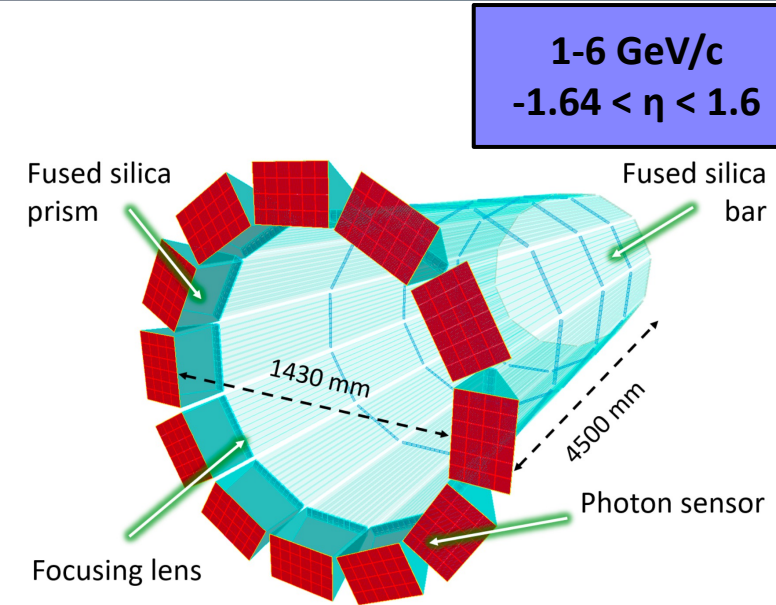 1-6 GeV/c
-1.64 < η < 1.6
Fused silica
prism
Fused silica
bar
1430 mm
4500 mm
Photon sensor
Focusing lens